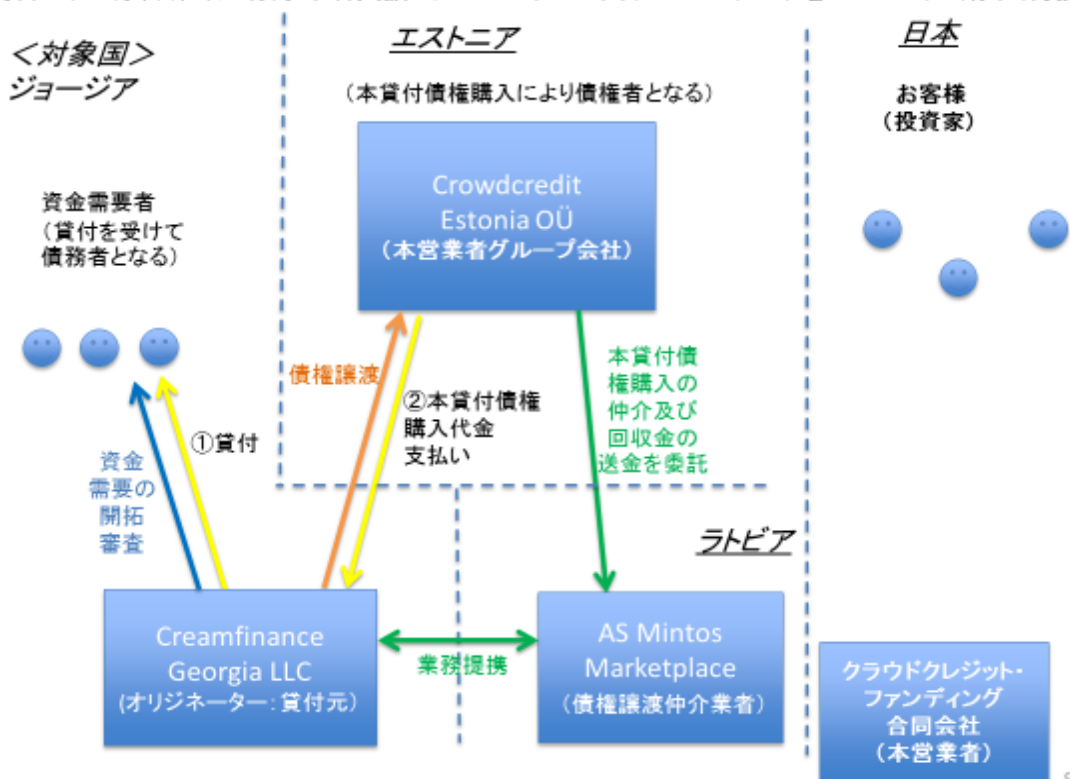 ＜対象国＞
ジョージア
資金需要者
（貸付を受けて
債務者となる）
①貸付
資金
需要の
開拓
審査
Creamfinance
Georgia LLC
(オリジネーター：貸付元）
エストニア
（本貸付債権購入により債権者となる）
Crowdcredit
Estonia OÜ
（本営業者グループ会社）
債権譲渡
②本貸付債権
購入代金
支払い
本貸付債
権購入の
仲介及び
回収金の
送金を委託
業務提携
ラトビア
AS Mintos
Marketplace
（債権譲渡仲介業者）
日本
お客様
（投資家）
クラウドクレジット・
ファンディング
合同会社
（本営業者）